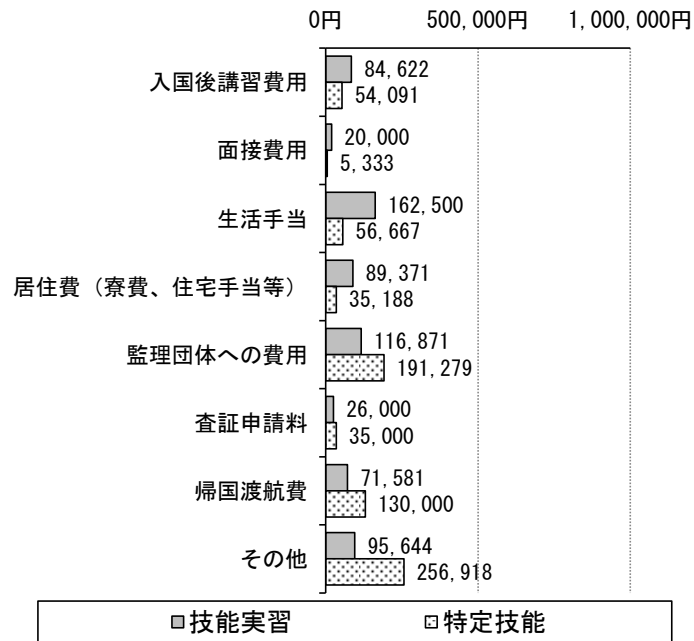 0円 500,000円 1,000,000円
入国後講習費用
84,622
54,091
面接費用
20,000
5,333
生活手当
162,500
56,667
居住費（寮費、住宅手当等）
89,371
35,188
監理団体への費用
116,871
191,279
査証申請料
26,000
35,000
帰国渡航費
71,581
130,000
その他
95,644
256,918
技能実習 特定技能